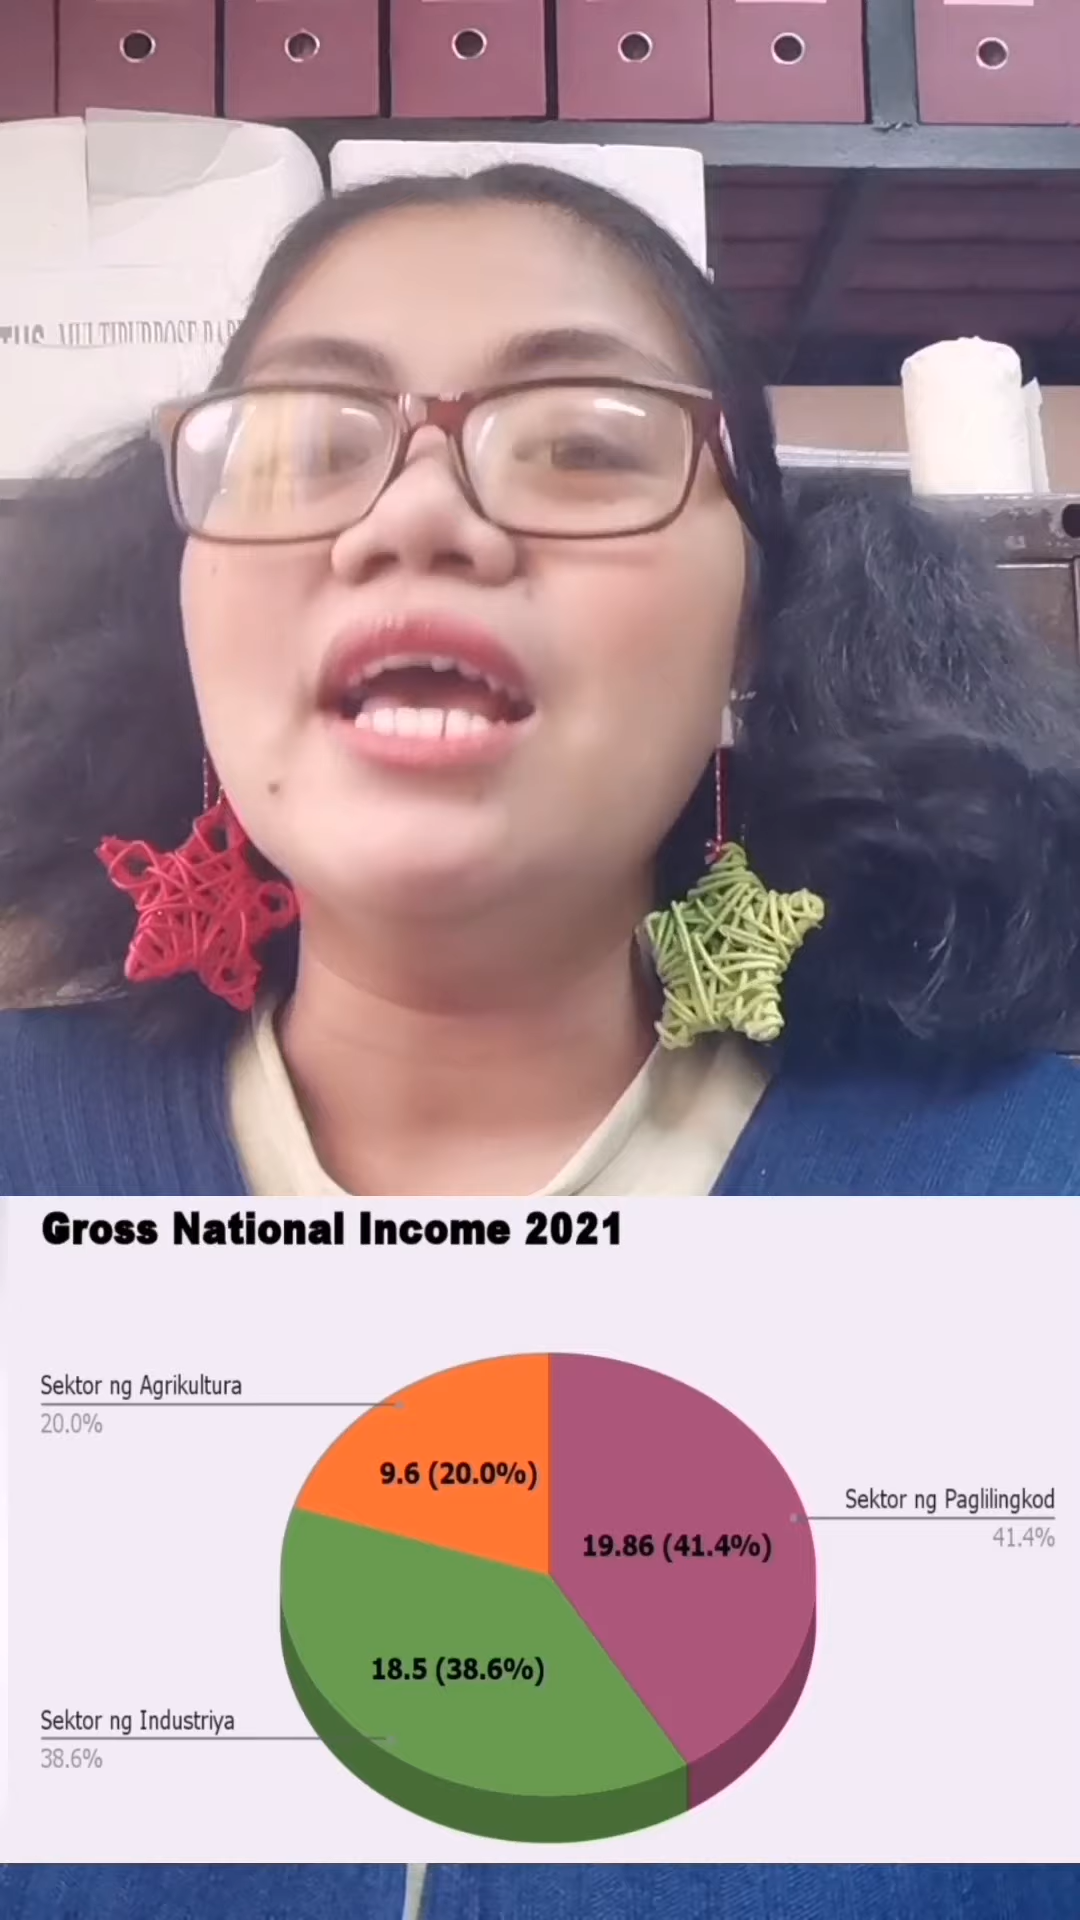 MULTIPURPOSE
Gross National Income 2021
Sektor ng Agrikultura
20.0%
9.6 (20.0%)
Sektor ng Paglilingkod
41.4%
19.86 (41.4%)
18.5 (38.6%)
Sektor ng Industriya
38.6%